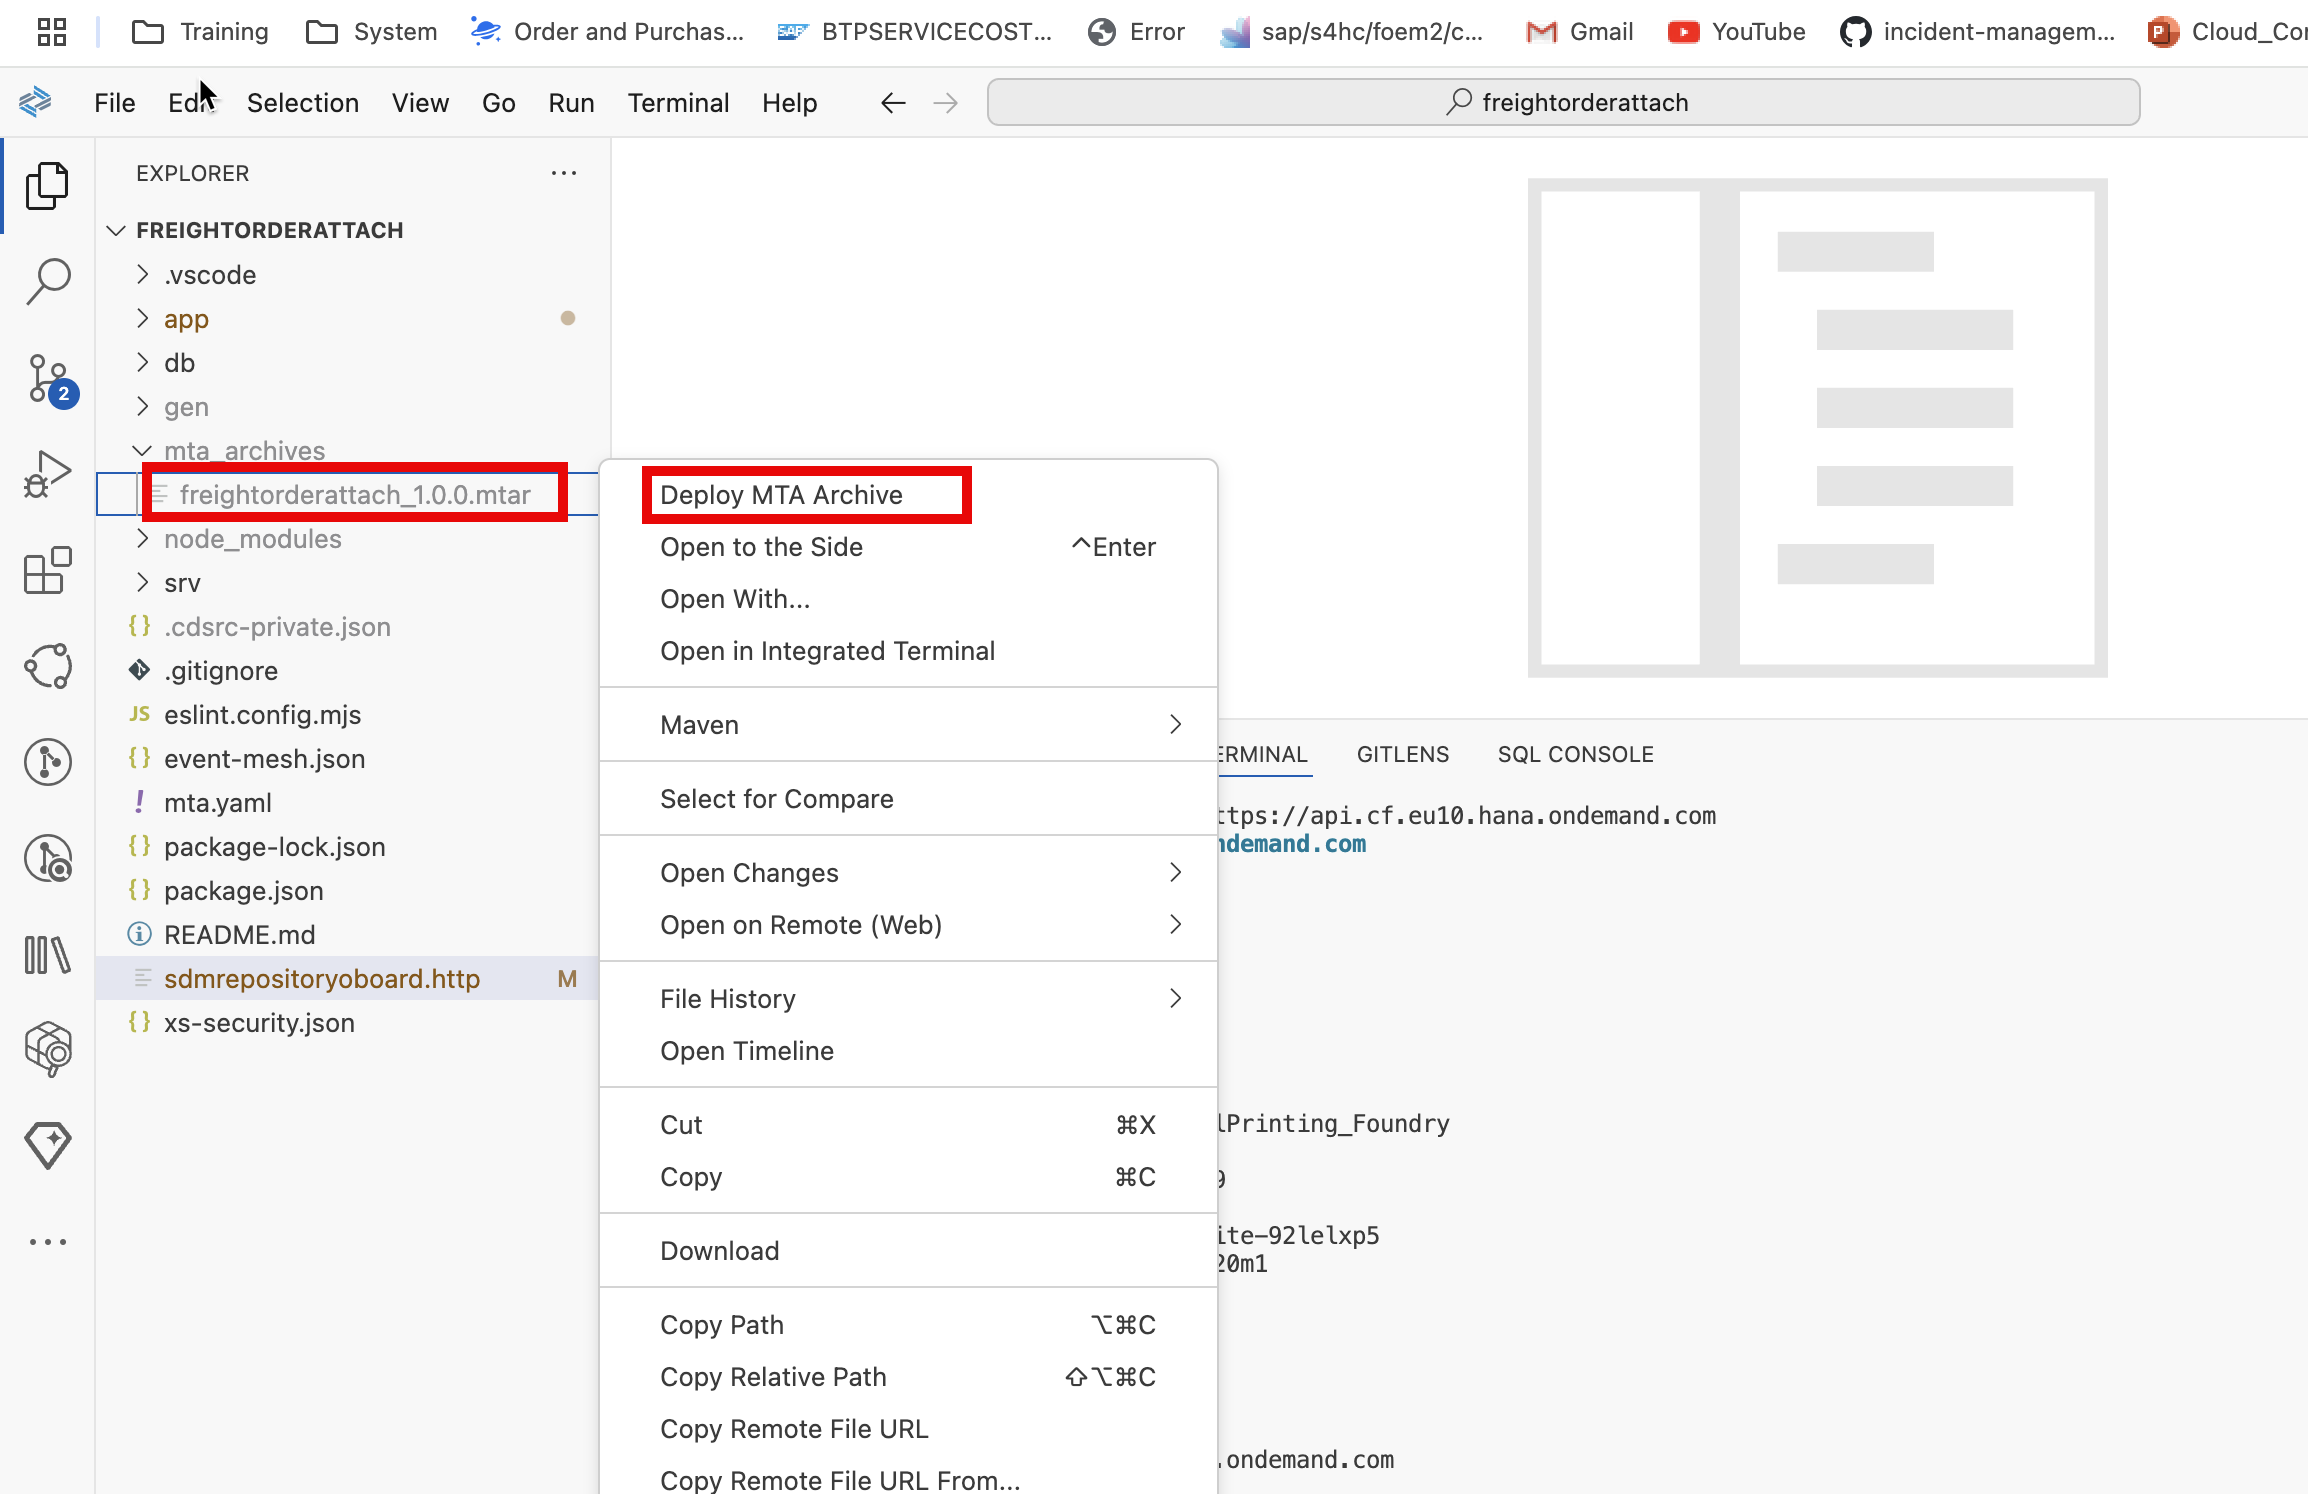 Training
System
Order and Purchas...
SAP
BTPSERVICECOST...
Error
sap/s4hc/foem2/c...
Gmail
YouTube
incident-managem...
P
File
Selection
View
Go
Run
Terminal
Help
freightorderattach
EXPLORER
FREIGHTORDERATTACH
.vscode
app
db
2
gen
mta_archives
freightorderattach_1.0.0.mtar
node_modules
srv
{} .cdsrc-private.json
.gitignore
JS eslint.config.mjs
{} event-mesh.json
! mta.yaml
{} package-lock.json
{} package.json
README.md
sdmrepositoryoboard.http M
{} xs-security.json
Deploy MTA Archive
Open to the Side ^Enter
Open With...
Open in Integrated Terminal
Maven
Select for Compare
Open Changes
Open on Remote (Web)
File History
Open Timeline
Cut ⌘X
Copy ⌘C
Download
Copy Path ⌥⌘C
Copy Relative Path ⇧⌥⌘C
Copy Remote File URL
Copy Remote File URL From...
GITLENS
SQL CONSOLE
ttps://api.cf.eu10.hana.ondemand.com
ndemand.com
lPrinting_Foundry
ite-92lelxp5
20m1
.ondemand.com